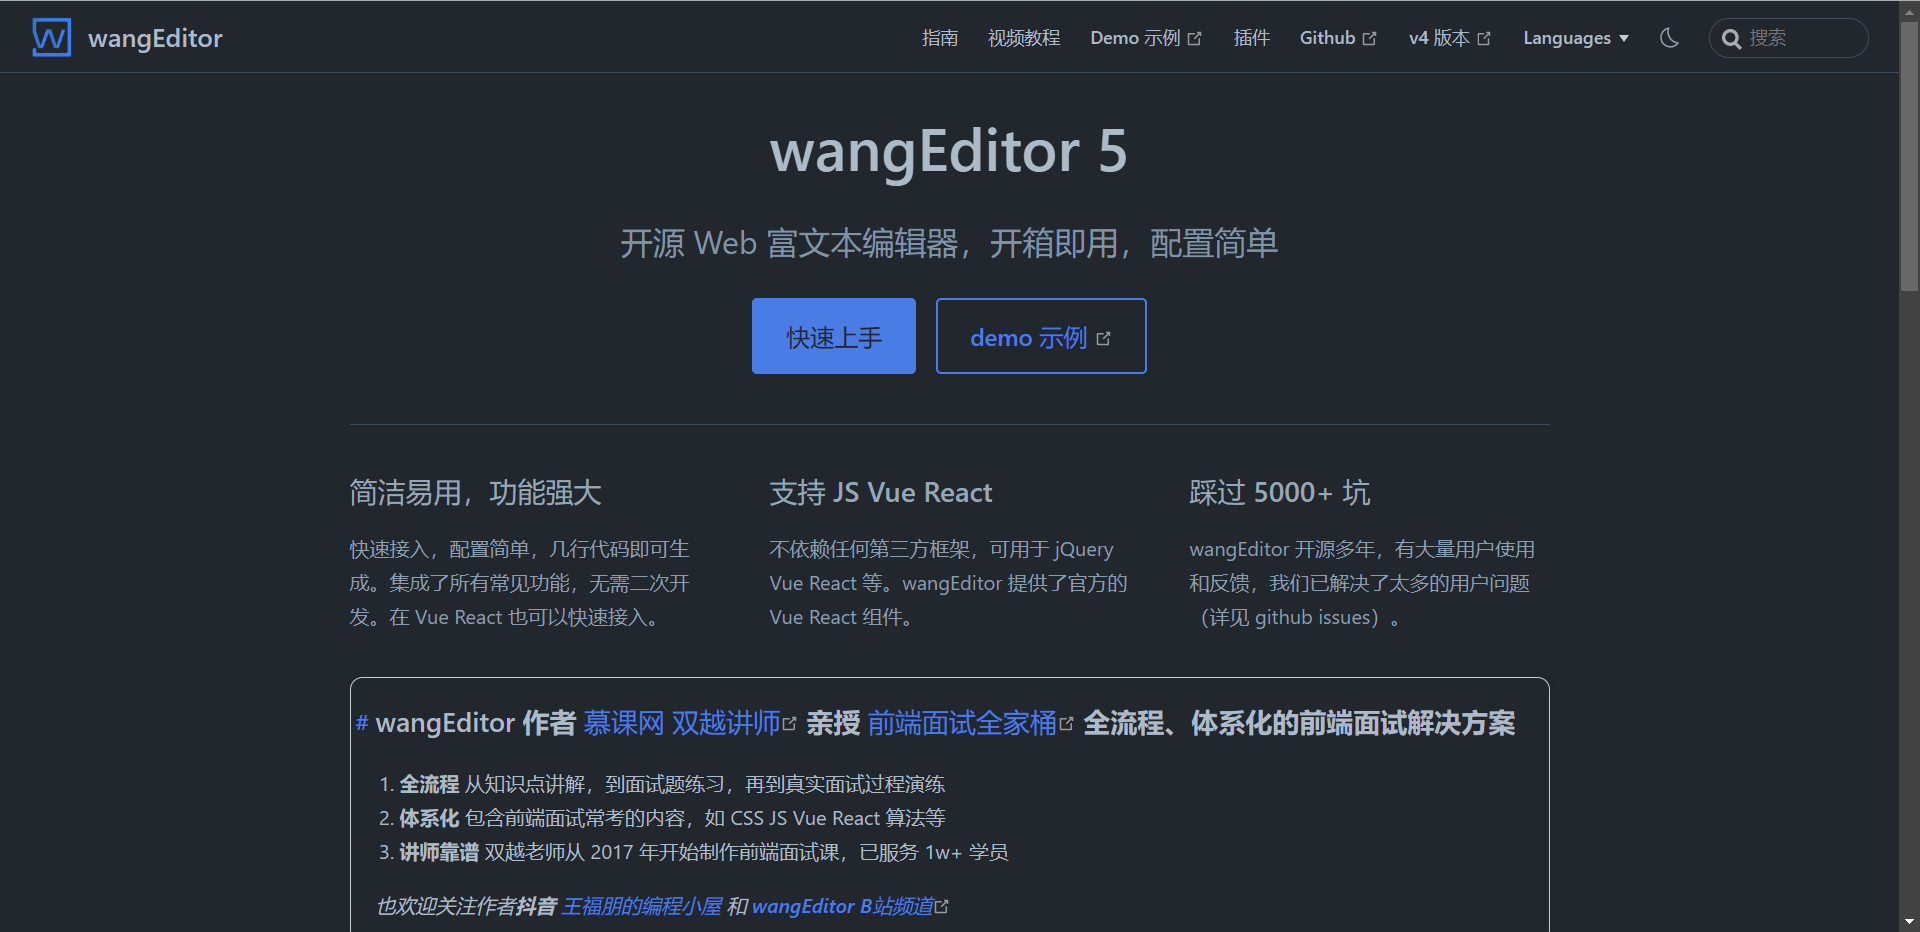 wangEditor
指南 视频教程 Demo 示例 插件 Github v4 版本 Languages 搜索
wangEditor 5
开源 Web 富文本编辑器，开箱即用，配置简单
快速上手 demo 示例
简洁易用，功能强大
快速接入，配置简单，几行代码即可生
成。集成了所有常见功能，无需二次开
发。在 Vue React 也可以快速接入。
支持 JS Vue React
不依赖任何第三方框架，可用于 jQuery
Vue React 等。wangEditor 提供了官方的
Vue React 组件。
踩过 5000+ 坑
wangEditor 开源多年，有大量用户使用
和反馈，我们已解决了太多的用户问题
（详见 github issues）。
# wangEditor 作者 慕课网 双越讲师 亲授 前端面试全家桶 全流程、体系化的前端面试解决方案
1. 全流程 从知识点讲解，到面试题练习，再到真实面试过程演练
2. 体系化 包含前端面试常考的内容，如 CSS JS Vue React 算法等
3. 讲师靠谱 双越老师从 2017 年开始制作前端面试课，已服务 1w+ 学员
也欢迎关注作者抖音 王福朋的编程小屋 和 wangEditor B站频道